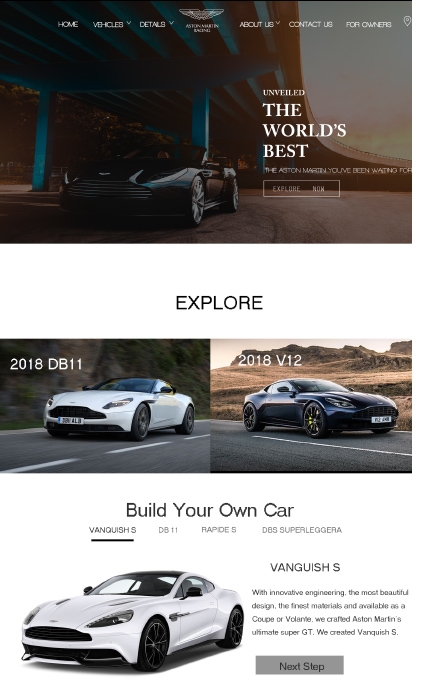 HOME VEHICLES DETAILS ASTON MARTIN RACING ABOUT US CONTACT US FOR OWNERS
UNVEILED
THE
WORLD'S
BEST
THE ASTON MARTIN YOU'VE BEEN WAITING FOR
EXPLORE NOW
EXPLORE
2018 DB11
2018 V12
Build Your Own Car
VANQUISH S DB 11 RAPIDE S DBS SUPERLEGGERA
VANQUISH S
With innovative engineering, the most beautiful
design, the finest materials and available as a
Coupe or Volante, we crafted Aston Martin's
ultimate super GT. We created Vanquish S.
Next Step